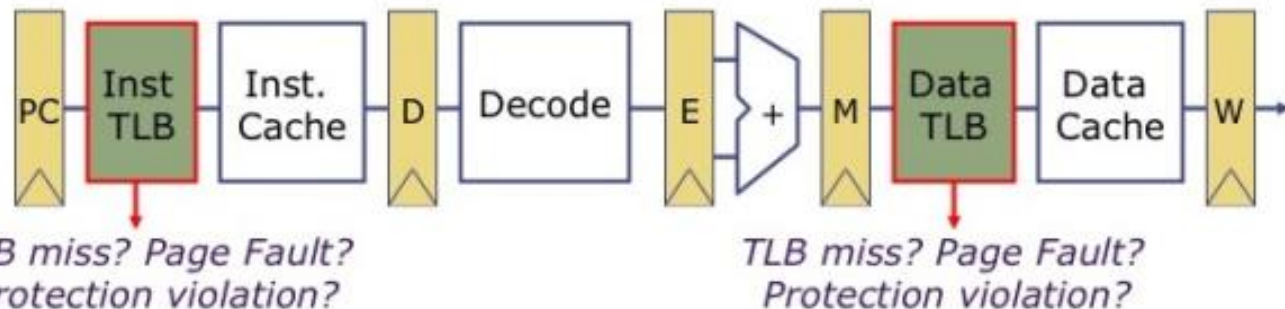 PC
Inst
TLB
Inst.
Cache
D
Decode
E
+
M
Data
TLB
Data
Cache
W
B miss? Page Fault?
rotection violation?
TLB miss? Page Fault?
Protection violation?